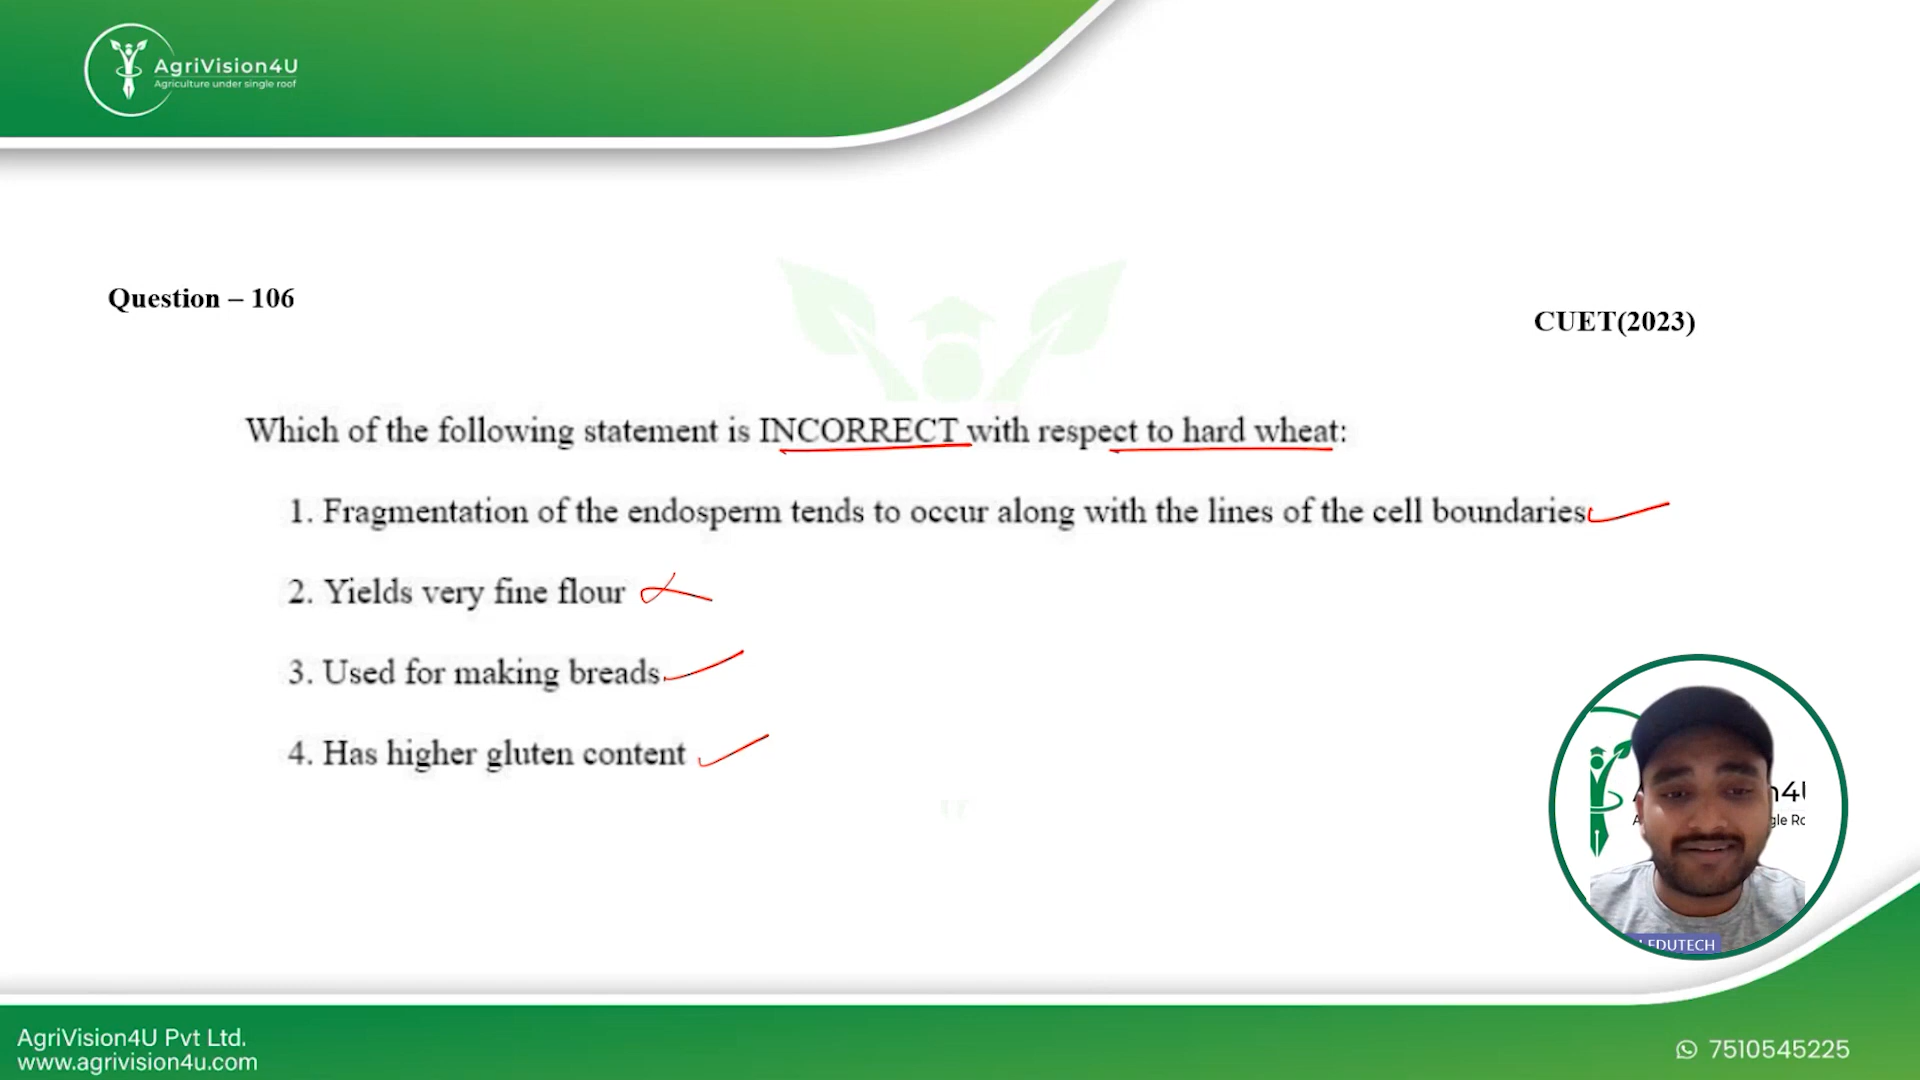 AgriVision4U
Agriculture under single roof
Question – 106
CUET(2023)
Which of the following statement is INCORRECT with respect to hard wheat:
1. Fragmentation of the endosperm tends to occur along with the lines of the cell boundaries
2. Yields very fine flour
3. Used for making breads
4. Has higher gluten content
n4U
gle Ro
EDUTECH
AgriVision4U Pvt Ltd.
www.agrivision4u.com
7510545225